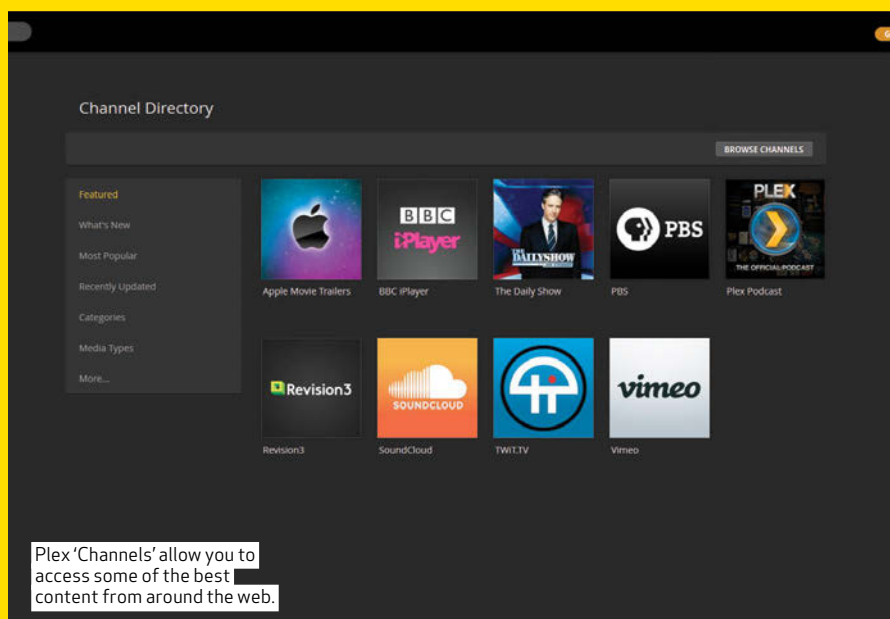 G
Channel Directory
BROWSE CHANNELS
Featured
What's New
Most Popular
Recently Updated
Categories
Media Types
More...
BBC
iPlayer
THE
DAILYSHOW
PBS
PLEX
THE OFFICIAL PODCAST
Apple Movie Trailers
BBC iPlayer
The Daily Show
PBS
Plex Podcast
Revision3
SOUNDCLOUD
vimeo
Revision3
SoundCloud
TWiT.TV
Vimeo
Plex ‘Channels’ allow you to
access some of the best
content from around the web.